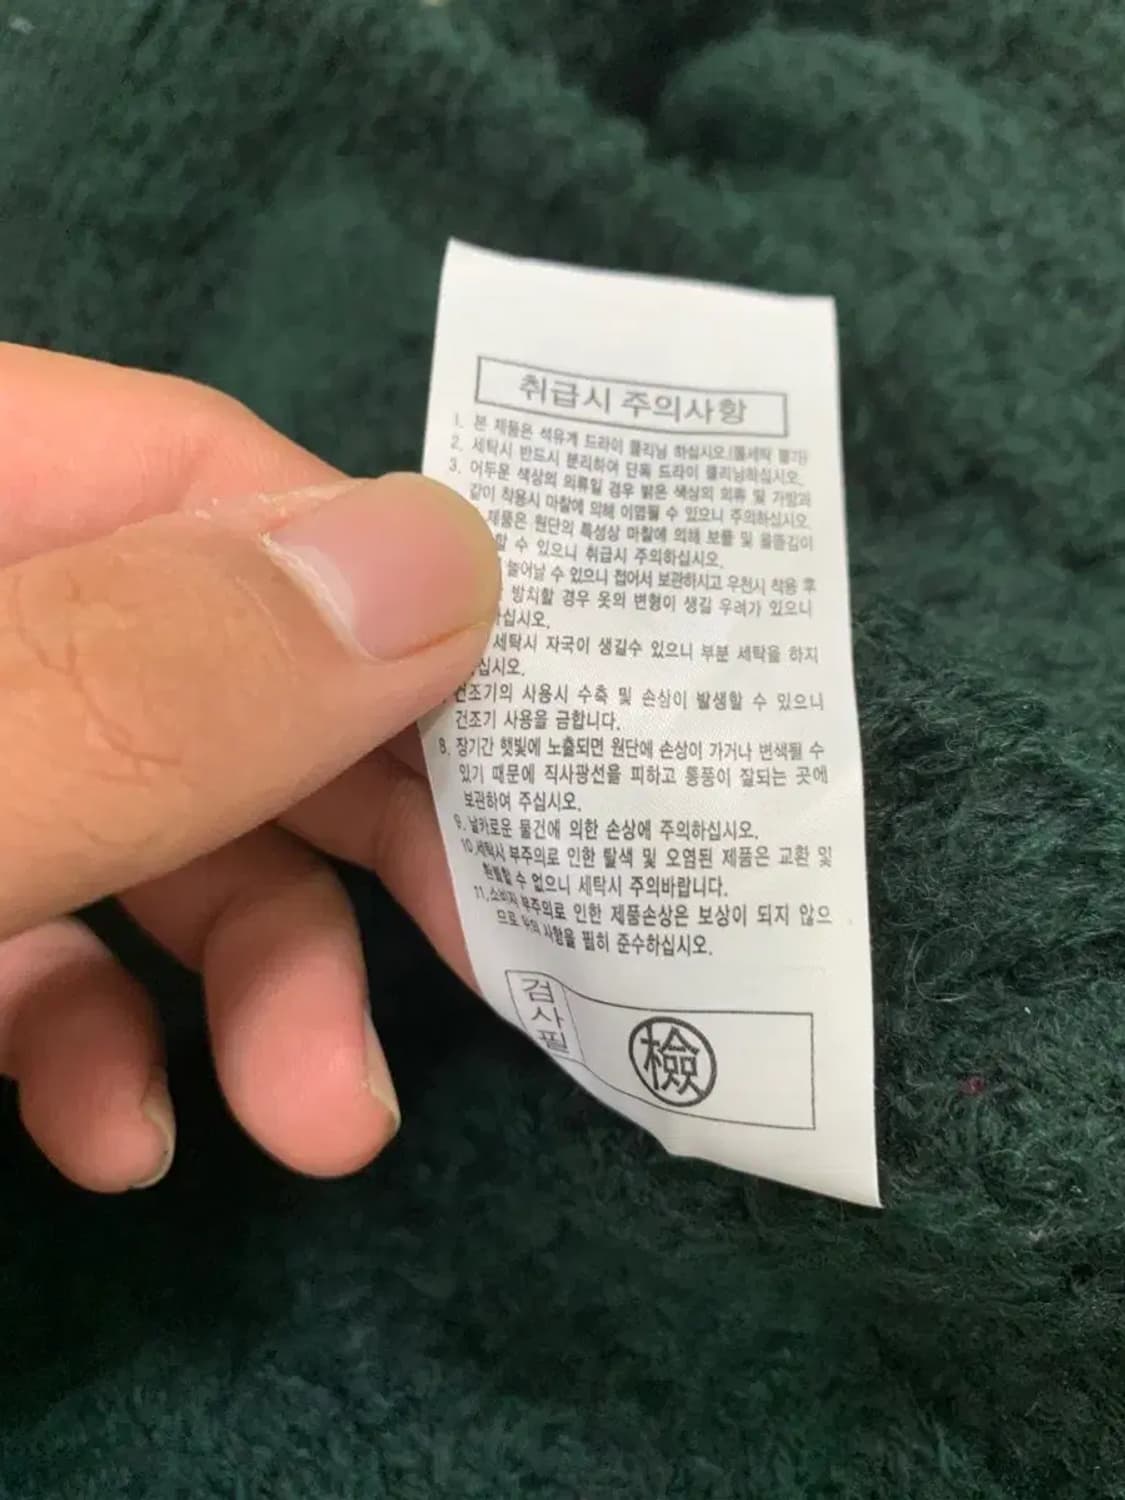 취급시 주의사항
1. 본 제품은 석유계 드라이 클리닝 하십시오.(물세탁 불가)
2. 세탁시 반드시 분리하여 단독 드라이 클리닝하십시오.
3. 어두운 색상의 의류일 경우 밝은 색상의 의류 및 가방과
같이 착용시 마찰에 의해 이염될 수 있으니 주의하십시오.
제품은 원단의 특성상 마찰에 의해 보풀 및 올뜯김이
할 수 있으니 취급시 주의하십시오.
늘어날 수 있으니 접어서 보관하시고 우천시 착용 후
방치할 경우 옷의 변형이 생길 우려가 있으니
십시오.
세탁시 자국이 생길수 있으니 부분 세탁을 하지
십시오.
건조기의 사용시 수축 및 손상이 발생할 수 있으니
건조기 사용을 금합니다.
8. 장기간 햇빛에 노출되면 원단에 손상이 가거나 변색될 수
있기 때문에 직사광선을 피하고 통풍이 잘되는 곳에
보관하여 주십시오.
9. 날카로운 물건에 의한 손상에 주의하십시오.
10. 세탁시 부주의로 인한 탈색 및 오염된 제품은 교환 및
환불할 수 없으니 세탁시 주의바랍니다.
11. 소비자 부주의로 인한 제품손상은 보상이 되지 않으
므로 위의 사항을 필히 준수하십시오.
검사필
檢